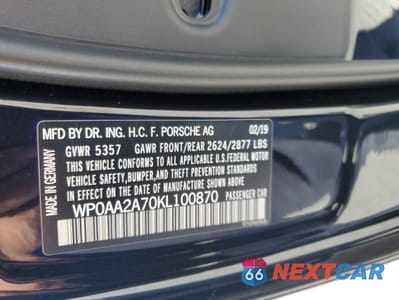 MFD BY DR. ING. H.C. F. PORSCHE AG 02/19
GVWR 5357 GAWR FRONT/REAR 2624/2877 LBS
THIS VEHICLE CONFORMS TO ALL APPLICABLE U.S.FEDERAL MOTOR
VEHICLE SAFETY,BUMPER,AND THEFT PREVENTION STANDARDS
IN EFFECT ON THE DATE OF MANUFACTURE SHOWN ABOVE.
WP0AA2A70KL100870 PASSENGER CAR
MADE IN GERMANY
66 NEXTCAR